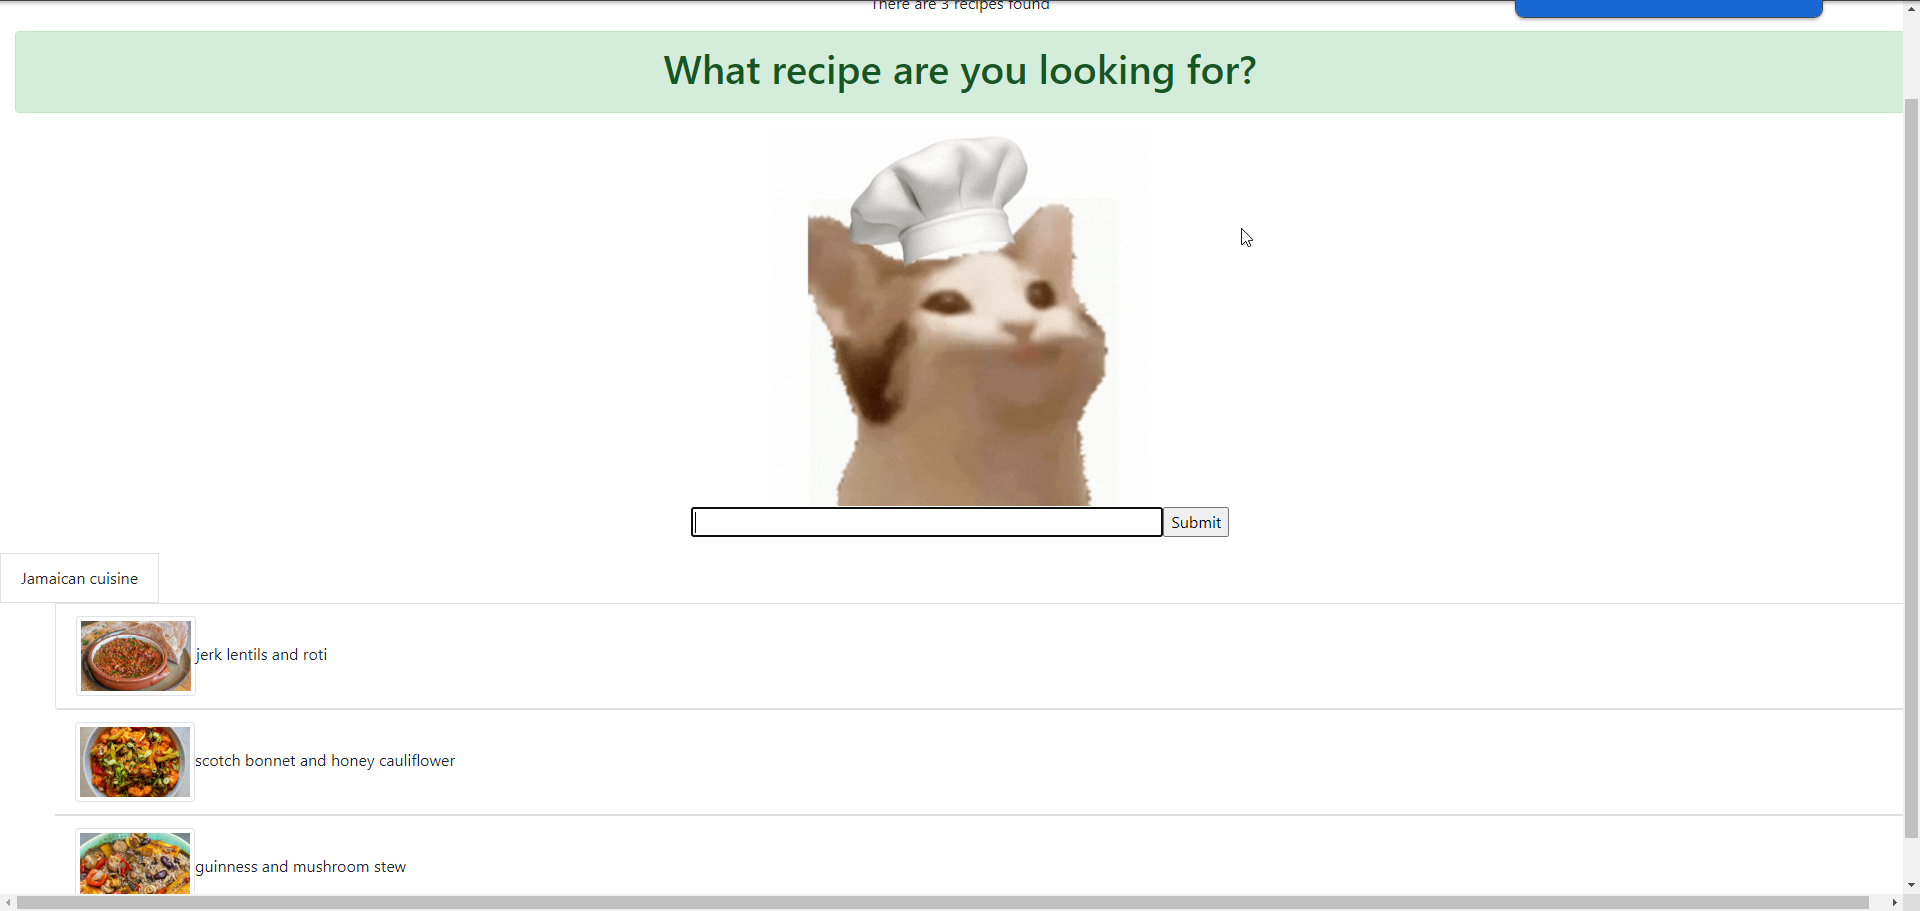 There are 3 recipes found
What recipe are you looking for?
Submit
Jamaican cuisine
jerk lentils and roti
scotch bonnet and honey cauliflower
guinness and mushroom stew